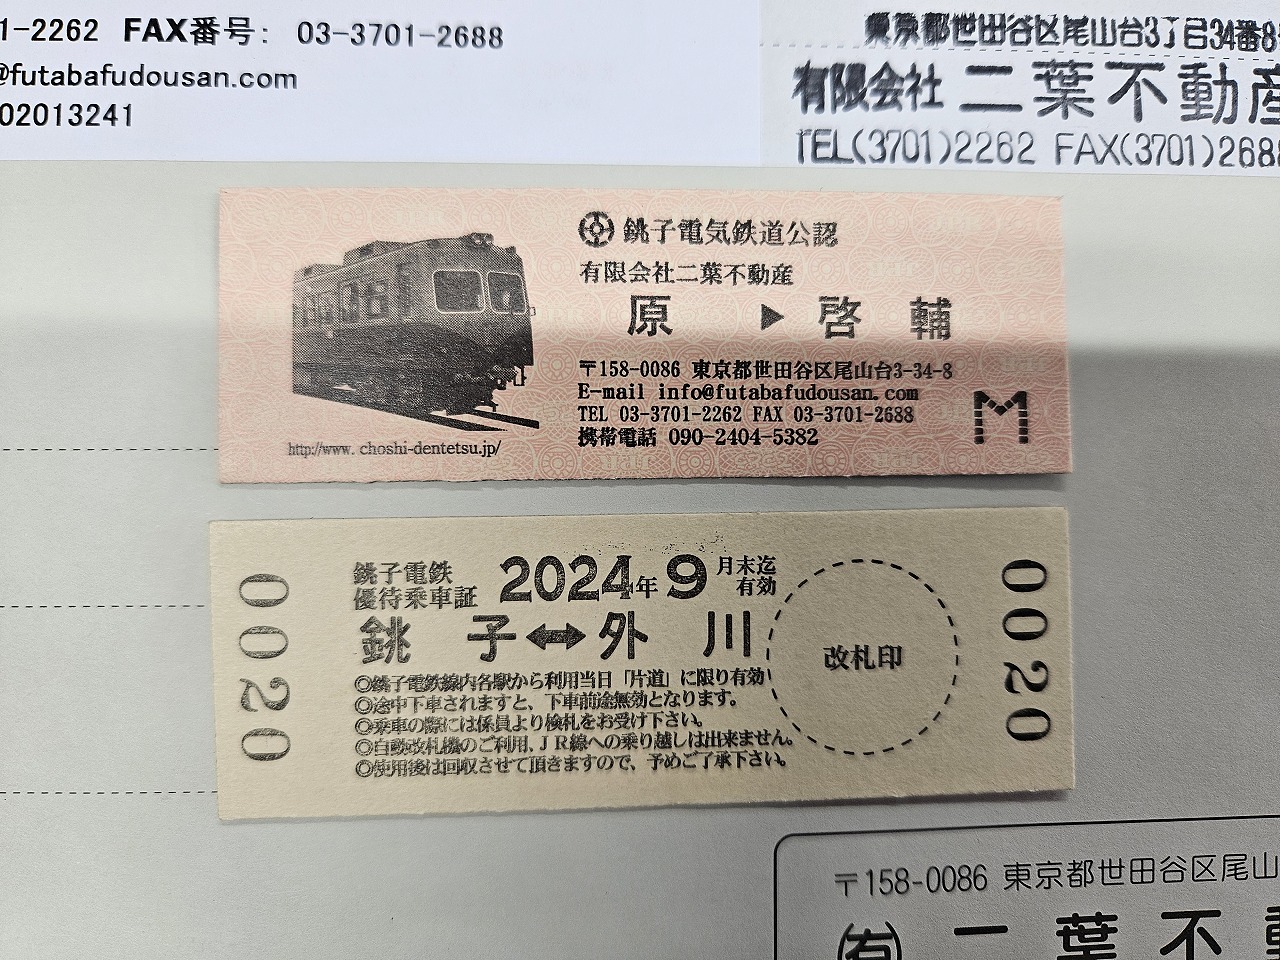 1-2262 FAX番号: 03-3701-2688
@futabafudousan.com
02013241
東京都世田谷区尾山台3丁目34番8
有限会社 二葉不動産
TEL(3701)2262 FAX(3701)2688
銚子電気鉄道公認
有限会社二葉不動産
原 ▶ 啓 輔
〒158-0086 東京都世田谷区尾山台3-34-8
E-mail info@futabafudousan.com
TEL 03-3701-2262 FAX 03-3701-2688
携帯電話 090-2404-5382
M
http://www.choshi-dentetsu.jp/
0020
銚子電鉄
優待乗車証
2024年9月末迄有効
銚 子⇔外 川
◎銚子電鉄線内各駅から利用当日「片道」に限り有効
◎途中下車されますと、下車前途無効となります。
◎乗車の際には係員より検札をお受け下さい。
◎自動改札機のご利用、JR線への乗り越しは出来ません。
◎使用後は回収させて頂きますので、予めご了承下さい。
改札印
0020
〒158-0086 東京都世田谷区尾山
㈲ 二葉不動